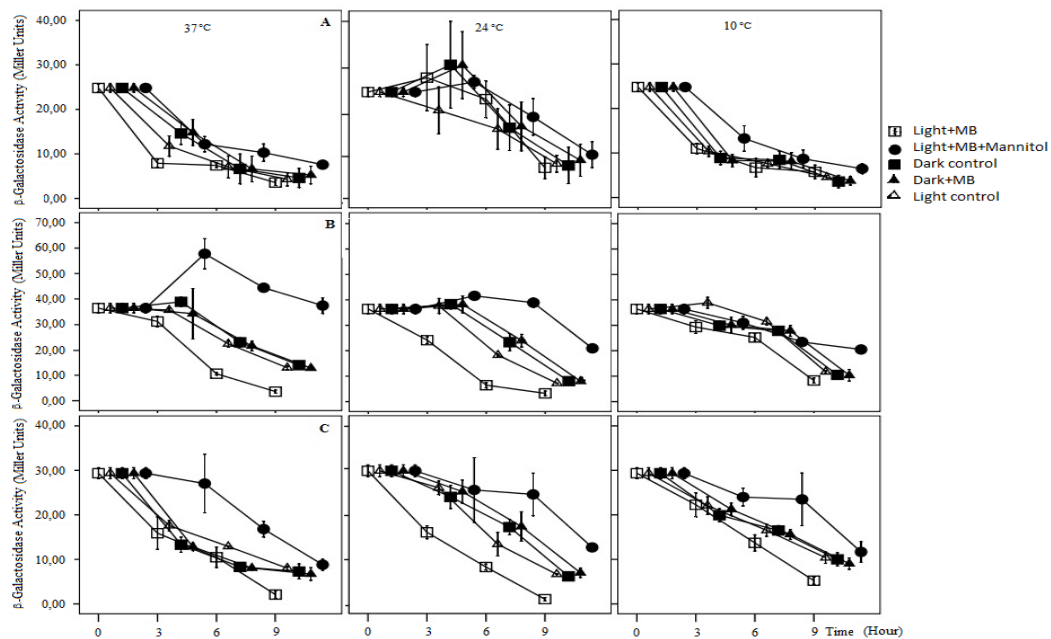 A
37 °C
24 °C
10 °C
β-Galactosidase Activity (Miller Units)
40,00
30,00
20,00
10,00
0,00
Light+MB
Light+MB+Mannitol
Dark control
Dark+MB
Light control
B
β-Galactosidase Activity (Miller Units)
70,00
60,00
50,00
40,00
30,00
20,00
10,00
0,00
C
β-Galactosidase Activity (Miller Units)
40,00
30,00
20,00
10,00
0,00
0 3 6 9
0 3 6 9
0 3 6 9 Time (Hour)